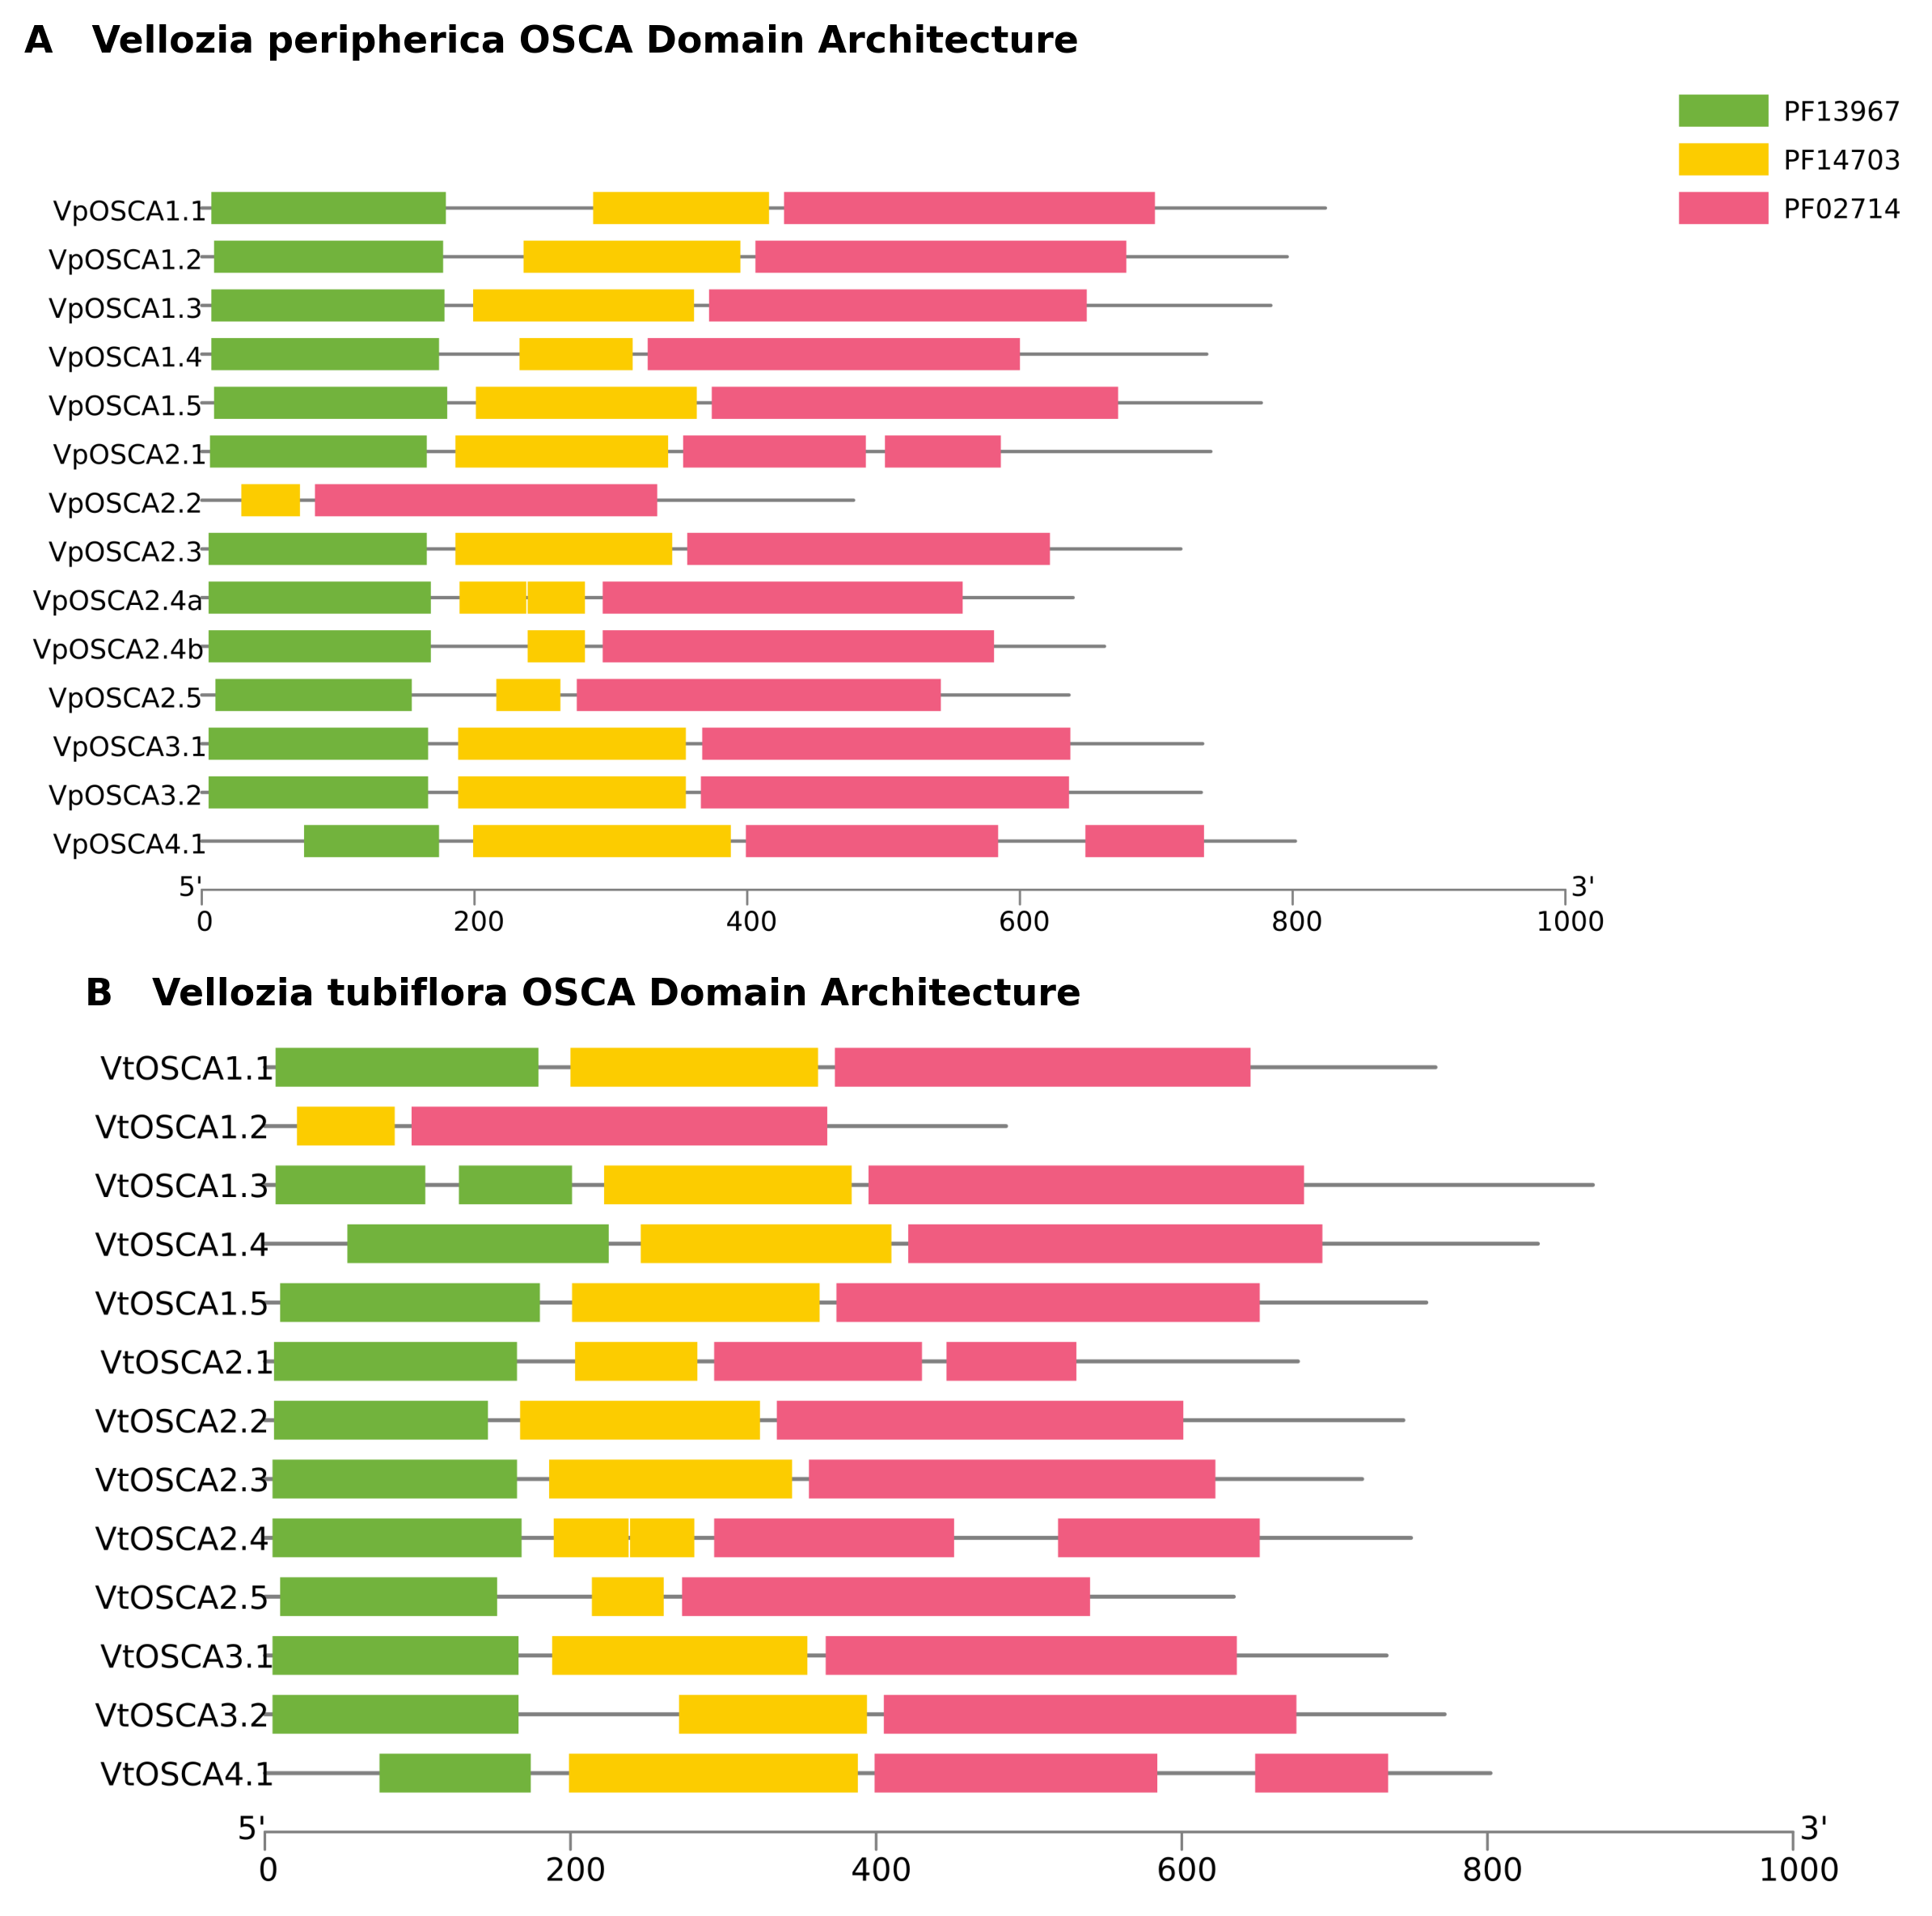 A Vellozia peripherica OSCA Domain Architecture
PF13967
PF14703
PF02714
VpOSCA1.1
VpOSCA1.2
VpOSCA1.3
VpOSCA1.4
VpOSCA1.5
VpOSCA2.1
VpOSCA2.2
VpOSCA2.3
VpOSCA2.4a
VpOSCA2.4b
VpOSCA2.5
VpOSCA3.1
VpOSCA3.2
VpOSCA4.1
5' 3'
0 200 400 600 800 1000
B Vellozia tubiflora OSCA Domain Architecture
VtOSCA1.1
VtOSCA1.2
VtOSCA1.3
VtOSCA1.4
VtOSCA1.5
VtOSCA2.1
VtOSCA2.2
VtOSCA2.3
VtOSCA2.4
VtOSCA2.5
VtOSCA3.1
VtOSCA3.2
VtOSCA4.1
5' 3'
0 200 400 600 800 1000